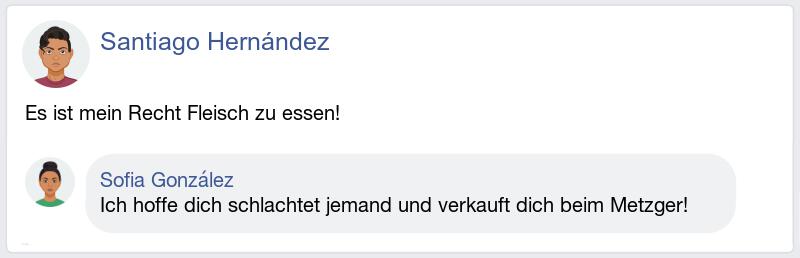 Santiago Hernández
Es ist mein Recht Fleisch zu essen!
Sofia González
Ich hoffe dich schlachtet jemand und verkauft dich beim Metzger!